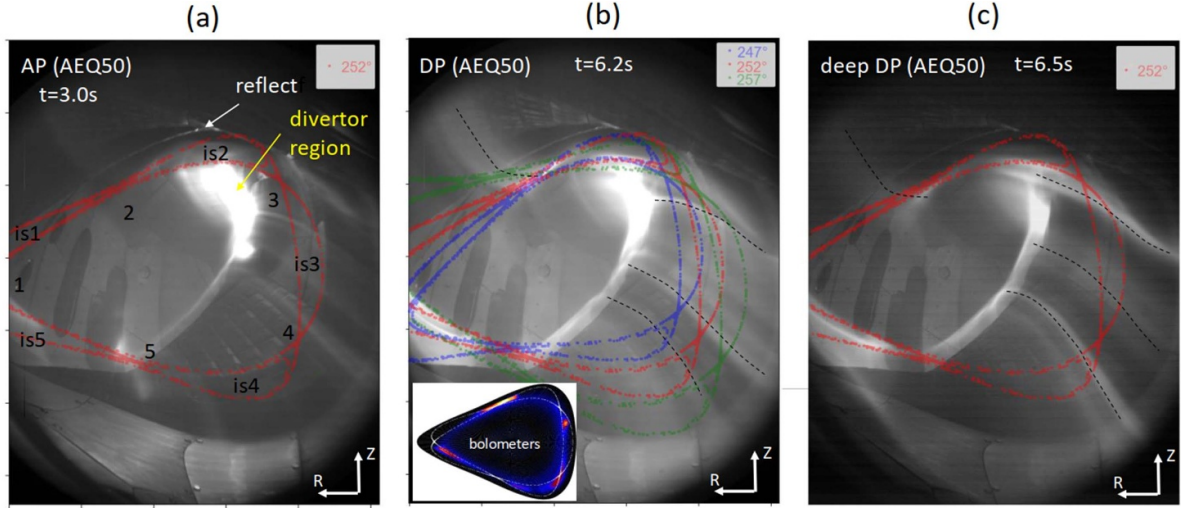 (a)
(b)
(c)
AP (AEQ50)
t=3.0s
252°
reflect
divertor
region
is2
2
3
is1
is3
1
4
is5
5
is4
R
Z
DP (AEQ50)
t=6.2s
247°
252°
257°
bolometers
R
Z
deep DP (AEQ50)
t=6.5s
252°
R
Z